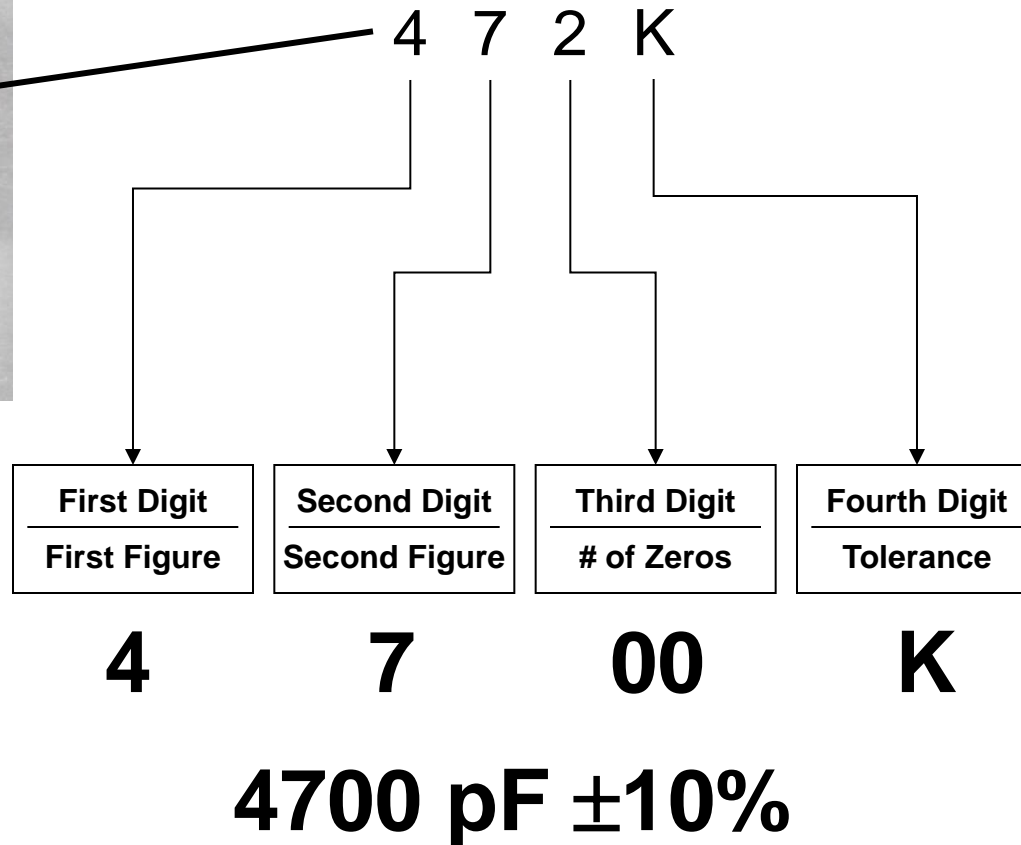 4 7 2 K
First Digit Second Digit Third Digit Fourth Digit
First Figure Second Figure # of Zeros Tolerance
4 7 00 K
4700 pF ±10%